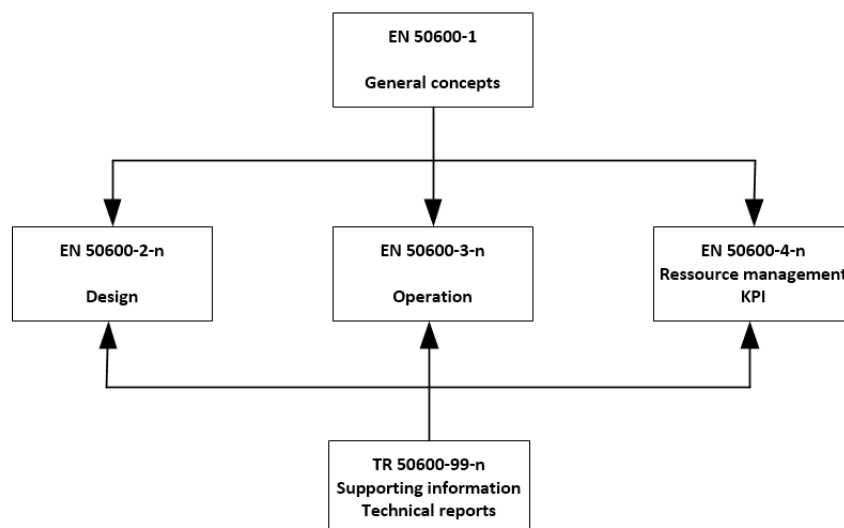 EN 50600-1
General concepts
EN 50600-2-n
Design
EN 50600-3-n
Operation
EN 50600-4-n
Ressource management
KPI
TR 50600-99-n
Supporting information
Technical reports